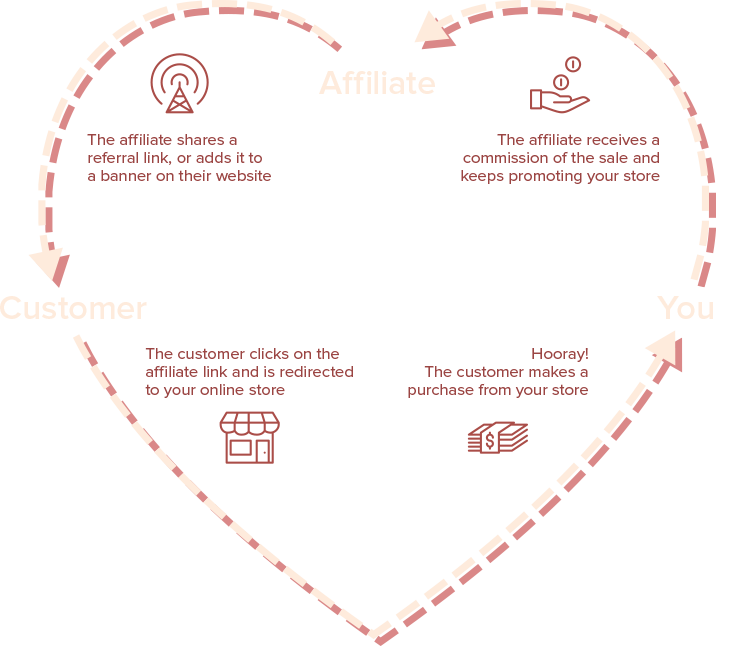 Affiliate
The affiliate shares a
referral link, or adds it to
a banner on their website
The affiliate receives a
commission of the sale and
keeps promoting your store
Customer
You
The customer clicks on the
affiliate link and is redirected
to your online store
Hooray!
The customer makes a
purchase from your store
$